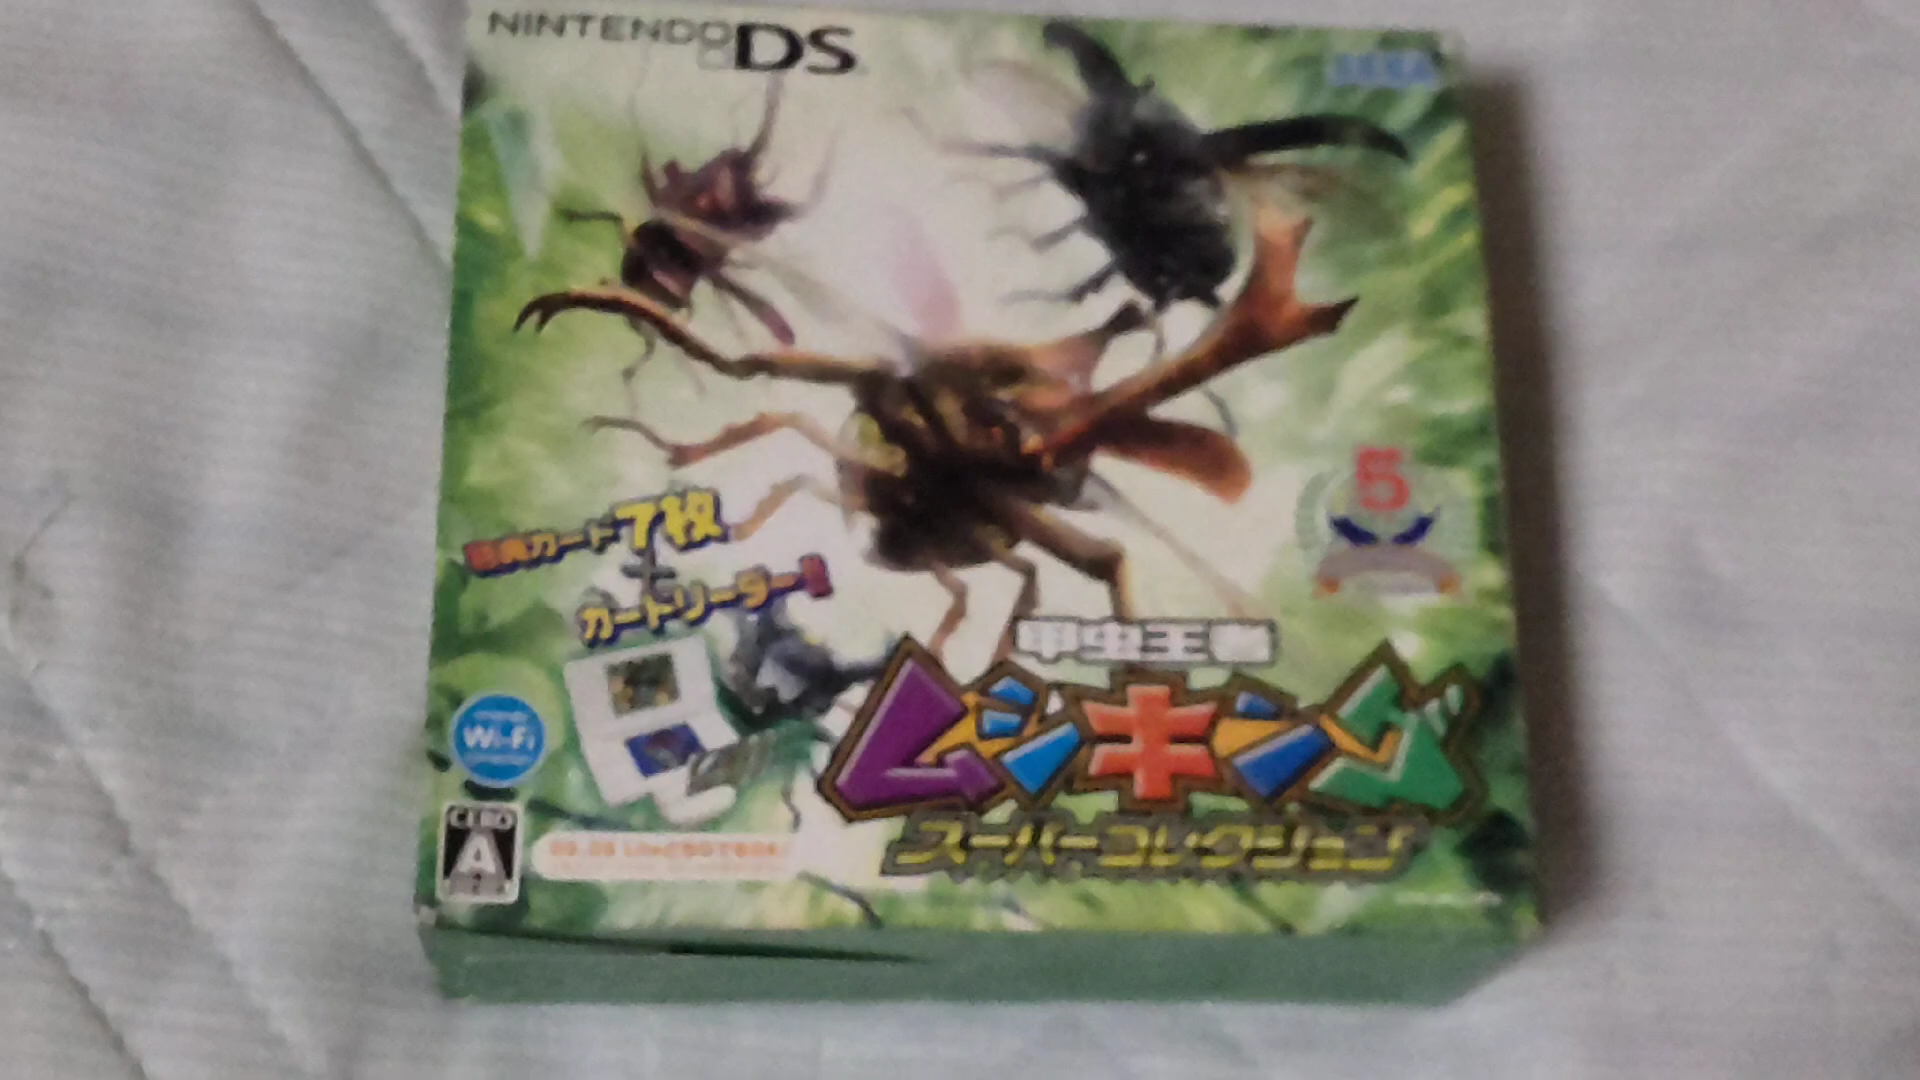 NINTENDO DS
SEGA
5
カード7枚
+
カードリーダー
甲虫王者
ムシキング
スーパーコレクション
Wi-Fi
CERO
A